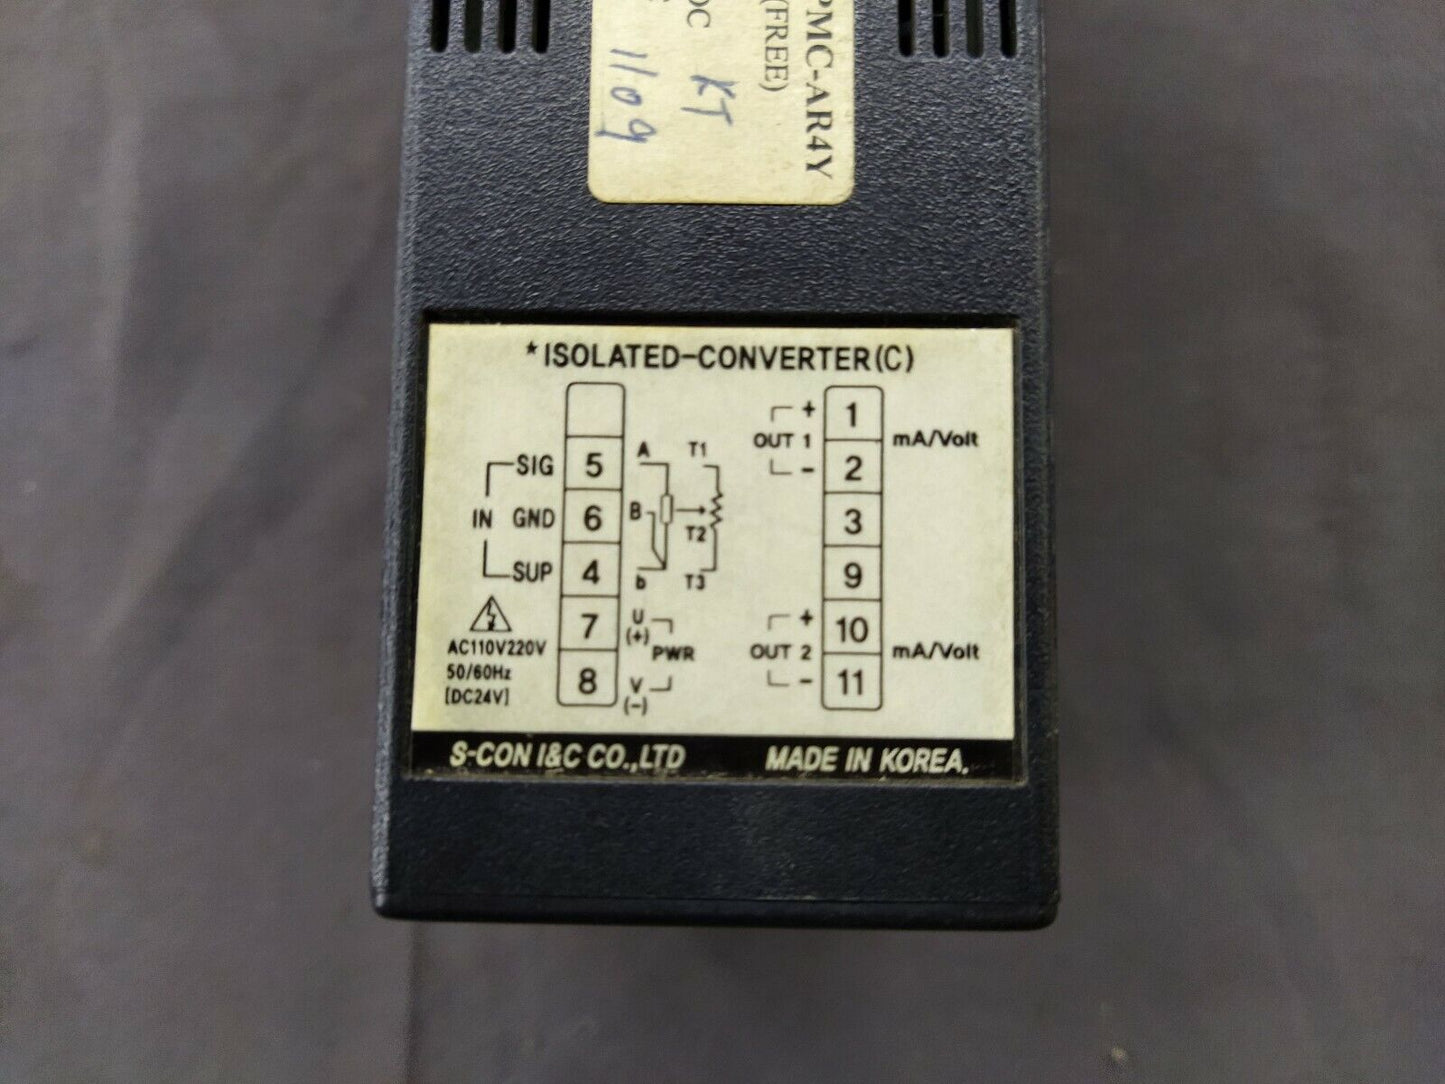 PMC-AR4Y
(FREE)
DC KT
11/09
*ISOLATED-CONVERTER(C)
SIG 5 A T1
IN GND 6 B T2
SUP 4 b T3
7 U (+)
PWR
8 V (-)
AC110V220V
50/60Hz
[DC24V]
+ 1
OUT 1 mA/Volt
- 2
3
9
+ 10
OUT 2 mA/Volt
- 11
S-CON I&C CO.,LTD MADE IN KOREA.